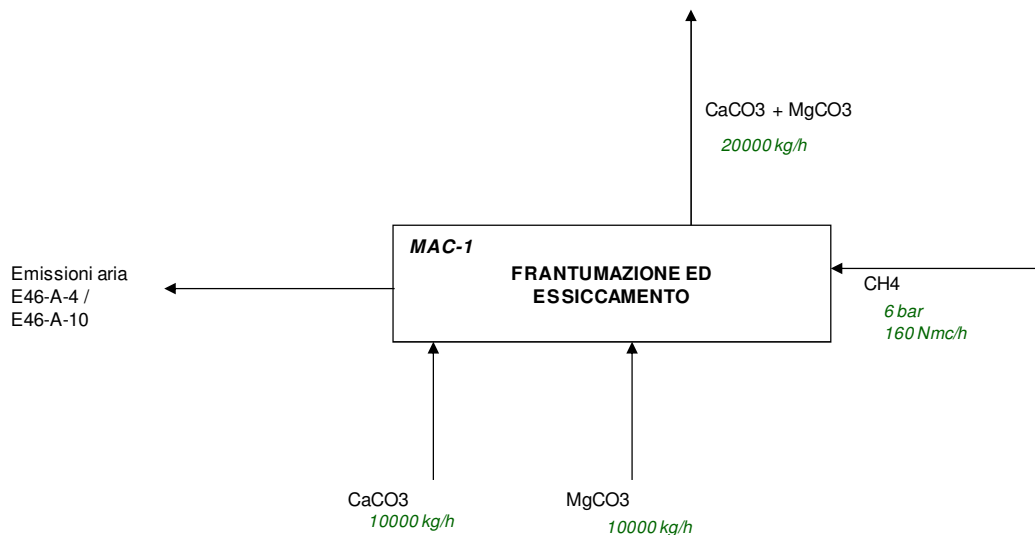 CaCO3 + MgCO3
20000 kg/h
MAC-1
FRANTUMAZIONE ED
ESSICCAMENTO
Emissioni aria
E46-A-4 /
E46-A-10
CH4
6 bar
160 Nmc/h
CaCO3
10000 kg/h
MgCO3
10000 kg/h